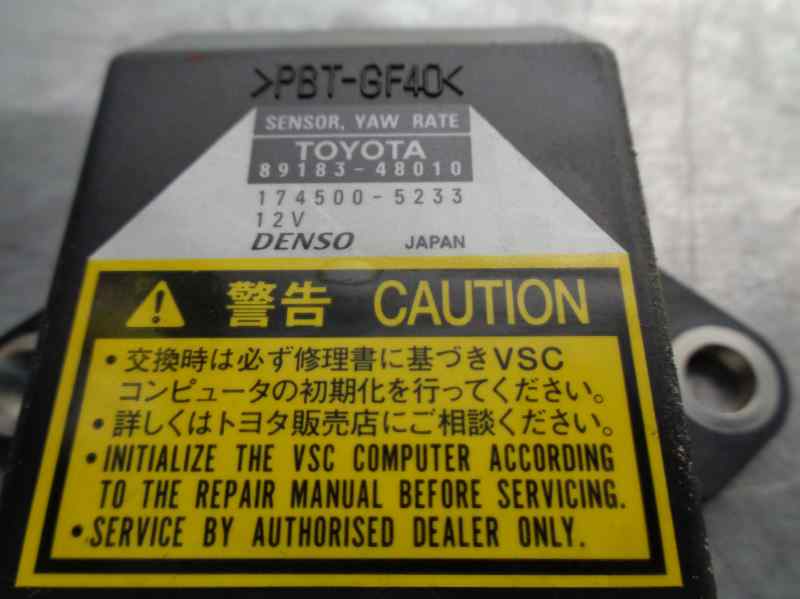 >PBT-GF40<
SENSOR, YAW RATE
TOYOTA
89183-48010
174500-5233
12V
DENSO JAPAN
警告 CAUTION
・交換時は必ず修理書に基づきVSC
コンピュータの初期化を行ってください。
・詳しくはトヨタ販売店にご相談ください。
•INITIALIZE THE VSC COMPUTER ACCORDING
TO THE REPAIR MANUAL BEFORE SERVICING.
•SERVICE BY AUTHORISED DEALER ONLY.